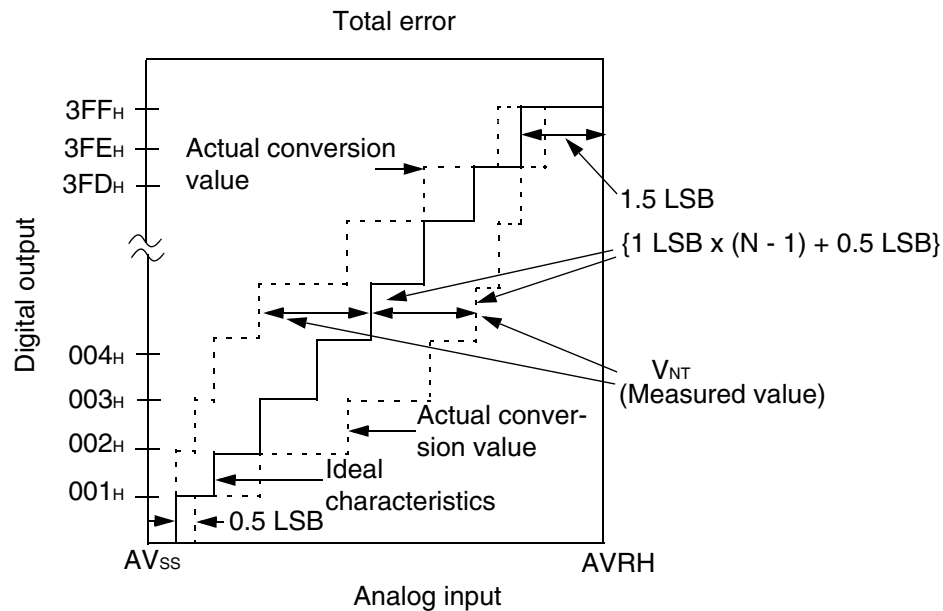 Total error
3FFH
3FEH
3FDH
Actual conversion
value
1.5 LSB
{1 LSB x (N - 1) + 0.5 LSB}
Digital output
004H
003H
002H
001H
VNT
(Measured value)
Actual conver-
sion value
Ideal
characteristics
0.5 LSB
AVSS
AVRH
Analog input